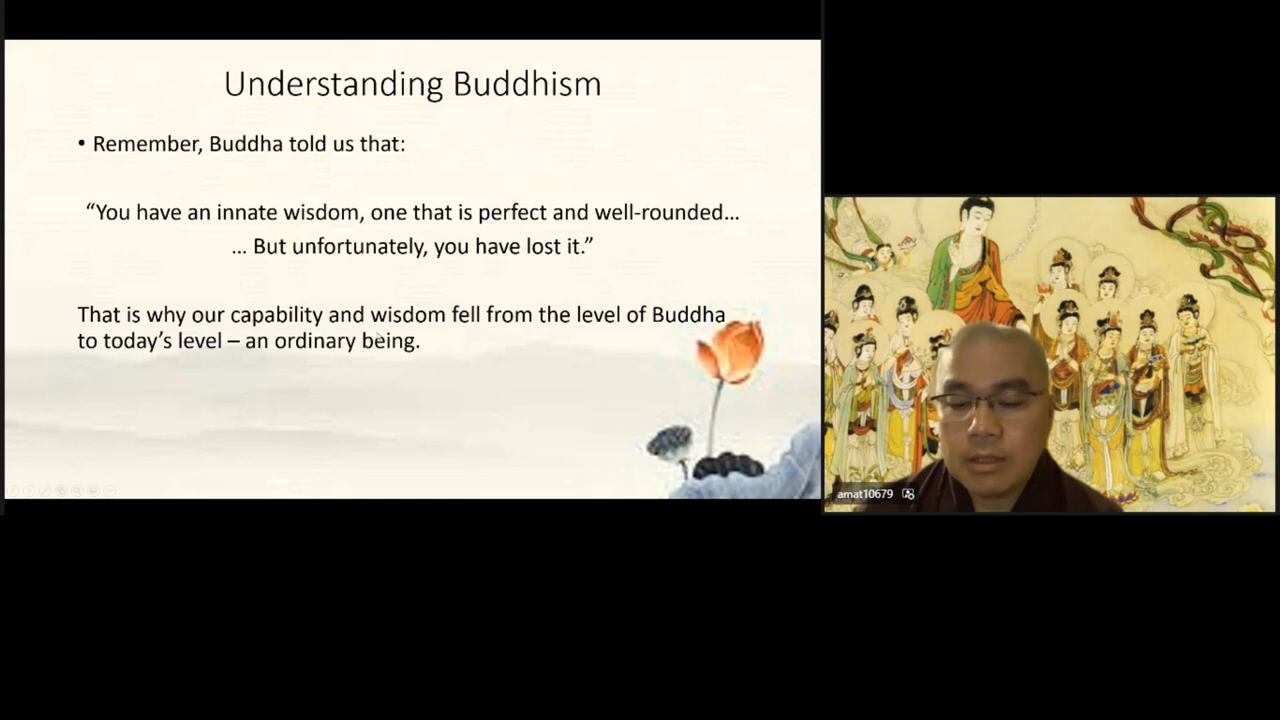 Understanding Buddhism
• Remember, Buddha told us that:
“You have an innate wisdom, one that is perfect and well-rounded…
… But unfortunately, you have lost it.”
That is why our capability and wisdom fell from the level of Buddha
to today’s level – an ordinary being.
amat10679